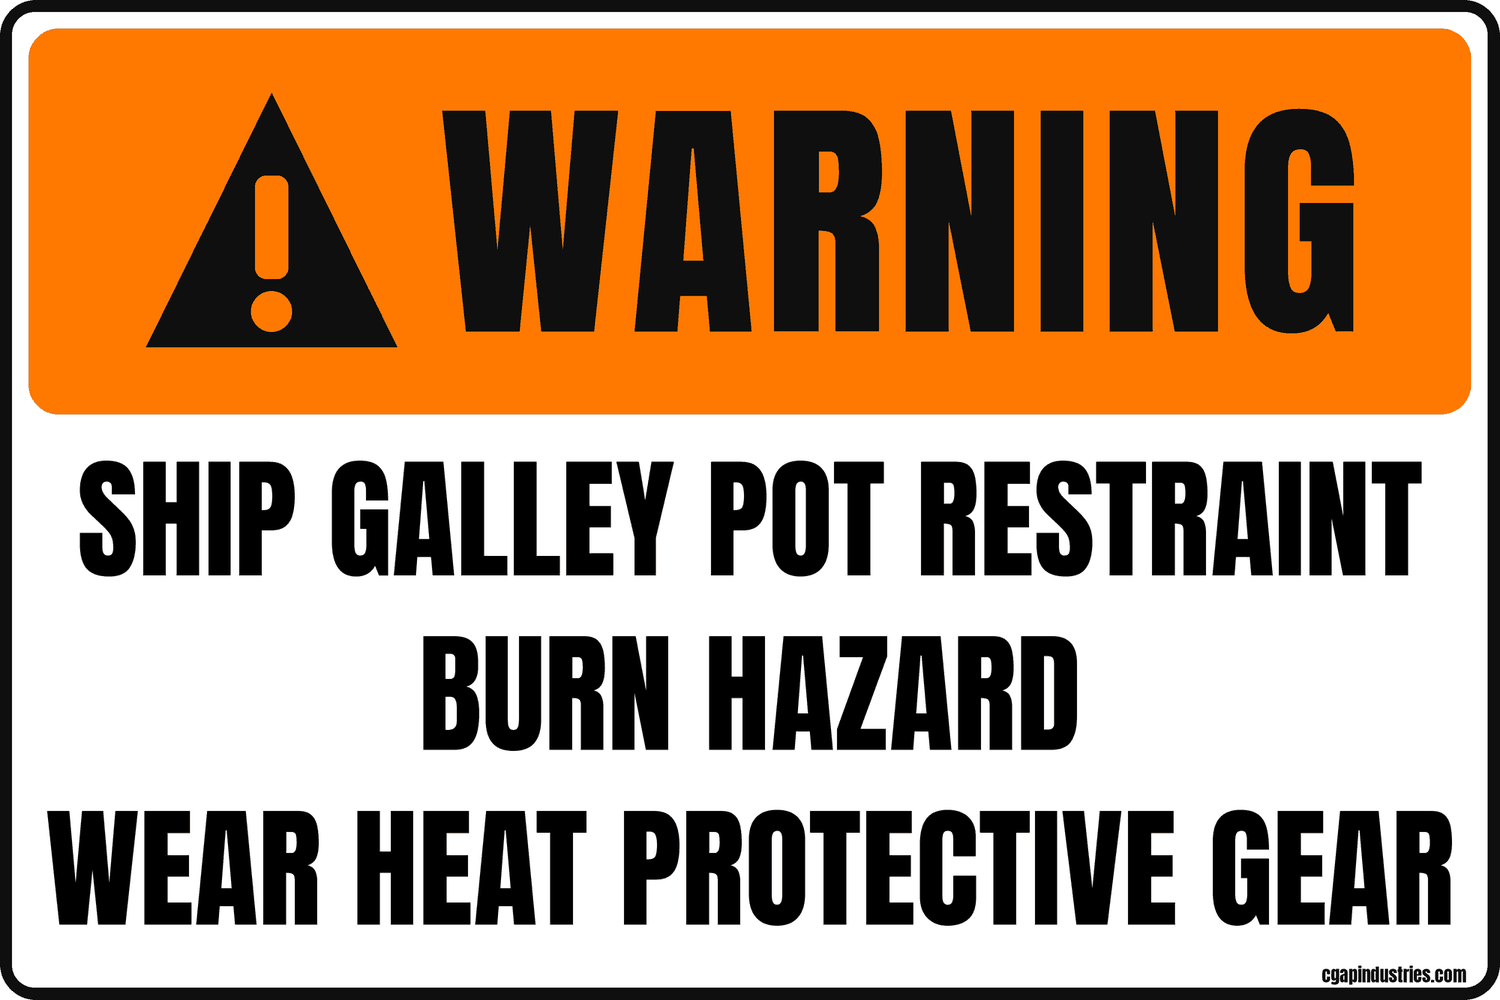 WARNING
SHIP GALLEY POT RESTRAINT
BURN HAZARD
WEAR HEAT PROTECTIVE GEAR
cgapindustries.com